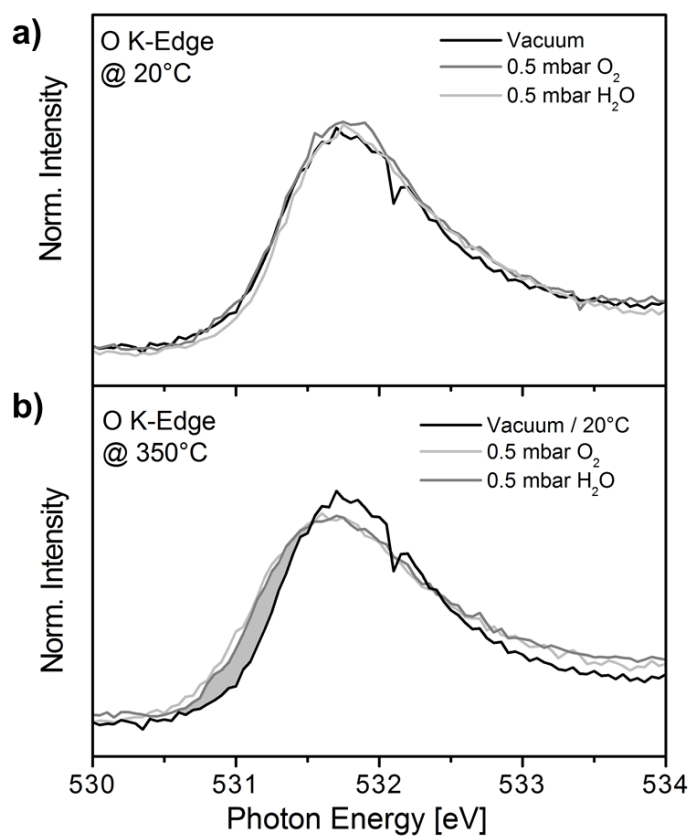 a)
O K-Edge
@ 20°C
Vacuum
0.5 mbar O₂
0.5 mbar H₂O
Norm. Intensity
b)
O K-Edge
@ 350°C
Vacuum / 20°C
0.5 mbar O₂
0.5 mbar H₂O
Norm. Intensity
530 531 532 533 534
Photon Energy [eV]